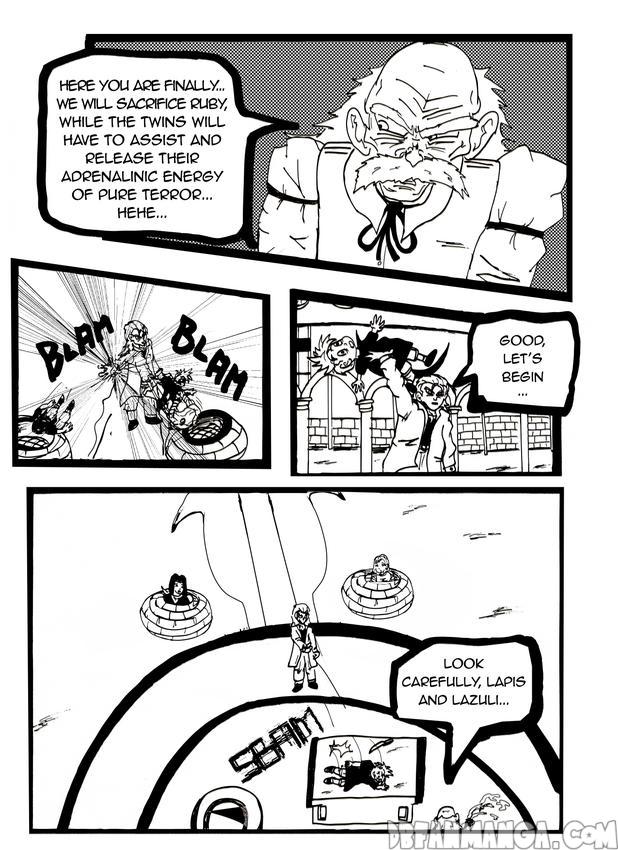 HERE YOU ARE FINALLY...
WE WILL SACRIFICE RUBY,
WHILE THE TWINS WILL
HAVE TO ASSIST AND
RELEASE THEIR
ADRENALINIC ENERGY
OF PURE TERROR...
HEHE...
BLAM
BLAM
GOOD,
LET'S
BEGIN
...
LOOK
CAREFULLY, LAPIS
AND LAZULI...
SBAM
DBFANMANGA.COM